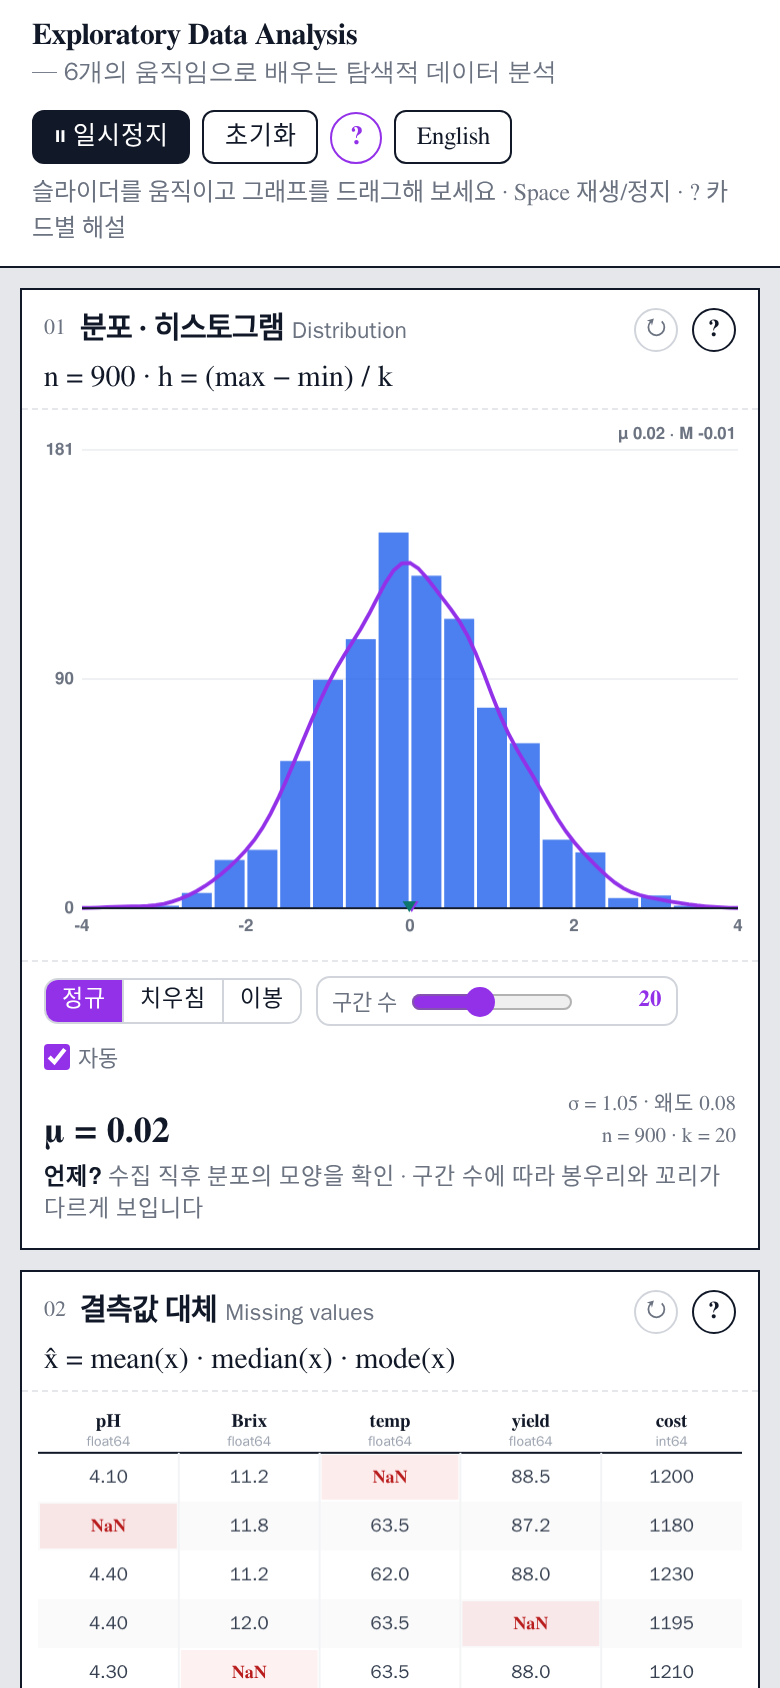 Exploratory Data Analysis
— 6개의 움직임으로 배우는 탐색적 데이터 분석
일시정지 초기화 ? English
슬라이더를 움직이고 그래프를 드래그해 보세요 · Space 재생/정지 · ? 카
드별 해설
01 분포 · 히스토그램 Distribution ?
n = 900 · h = (max − min) / k
μ 0.02 · M -0.01
181
90
0
-4 -2 0 2 4
정규 치우침 이봉 구간 수 20
자동
σ = 1.05 · 왜도 0.08
μ = 0.02
n = 900 · k = 20
언제? 수집 직후 분포의 모양을 확인 · 구간 수에 따라 봉우리와 꼬리가
다르게 보입니다
02 결측값 대체 Missing values ?
x̂ = mean(x) · median(x) · mode(x)
pH Brix temp yield cost
float64 float64 float64 float64 int64
4.10 11.2 NaN 88.5 1200
NaN 11.8 63.5 87.2 1180
4.40 11.2 62.0 88.0 1230
4.40 12.0 63.5 NaN 1195
4.30 NaN 63.5 88.0 1210